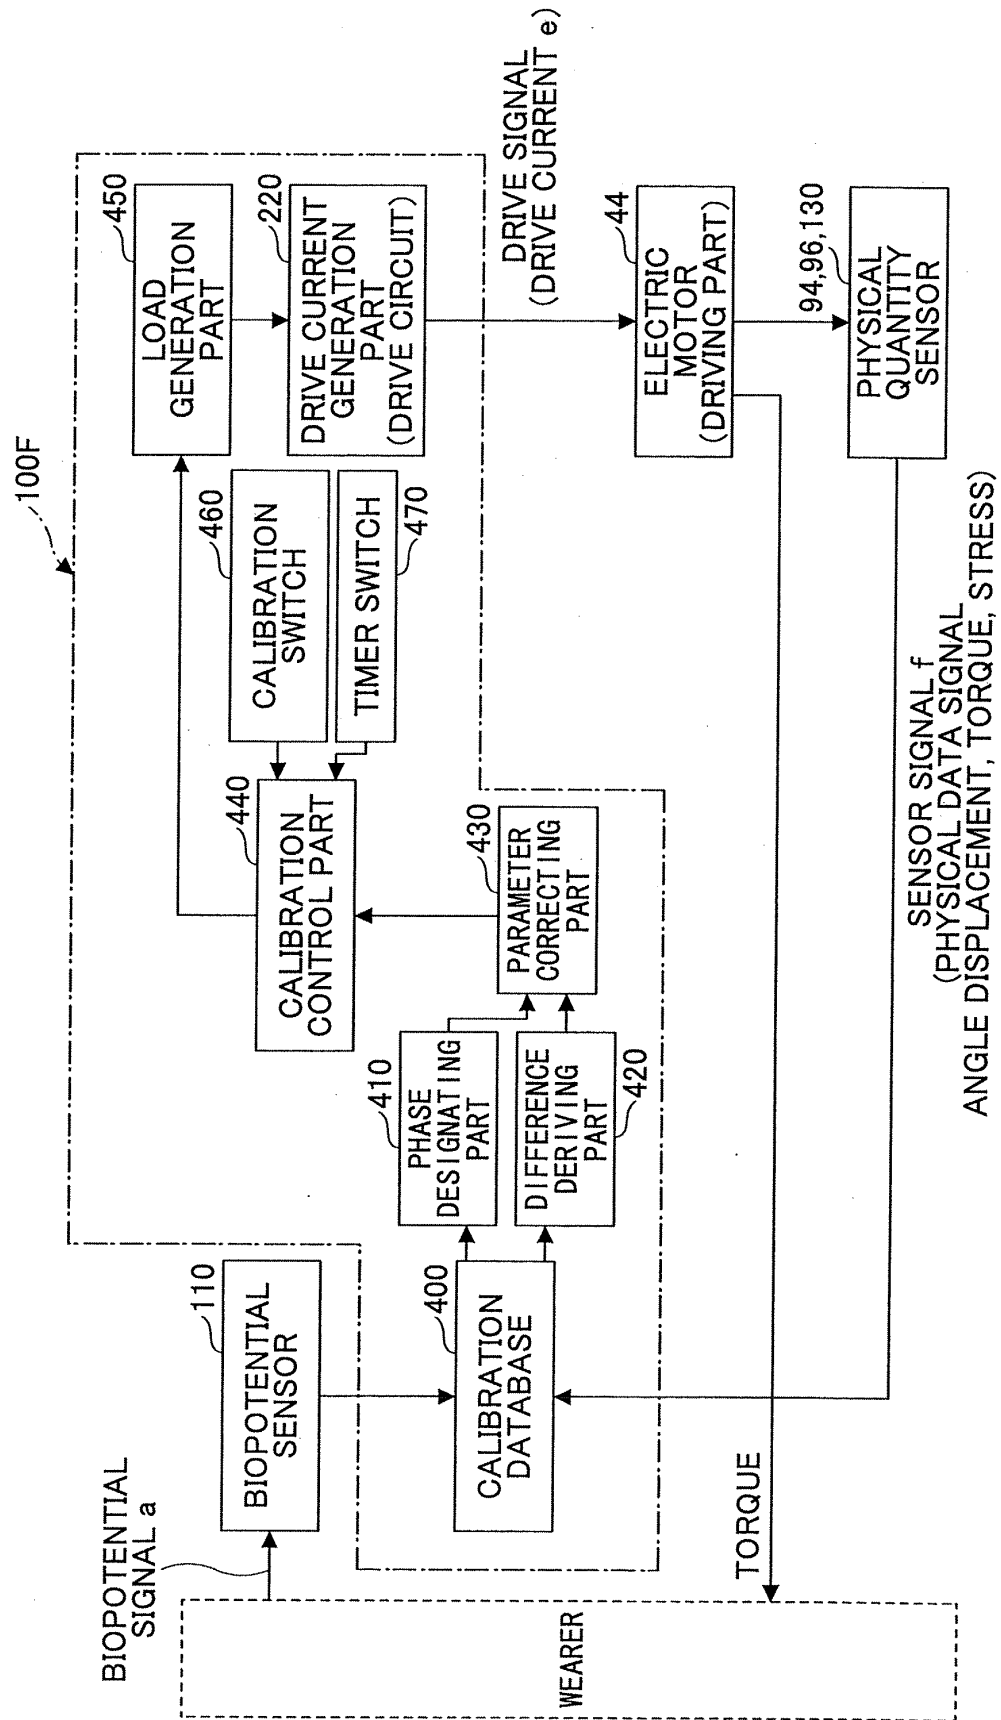 100F
450
LOAD
GENERATION
PART
220
DRIVE CURRENT
GENERATION
PART
(DRIVE CIRCUIT)
DRIVE SIGNAL
(DRIVE CURRENT e)
44
ELECTRIC
MOTOR
(DRIVING PART)
94,96,130
PHYSICAL
QUANTITY
SENSOR
460
CALIBRATION
SWITCH
470
TIMER SWITCH
440
CALIBRATION
CONTROL PART
430
PARAMETER
CORRECTING
PART
410
PHASE
DESIGNATING
PART
420
DIFFERENCE
DERIVING
PART
400
CALIBRATION
DATABASE
110
BIOPOTENTIAL
SENSOR
BIOPOTENTIAL
SIGNAL a
WEARER
TORQUE
SENSOR SIGNAL f
(PHYSICAL DATA SIGNAL
ANGLE DISPLACEMENT, TORQUE, STRESS)